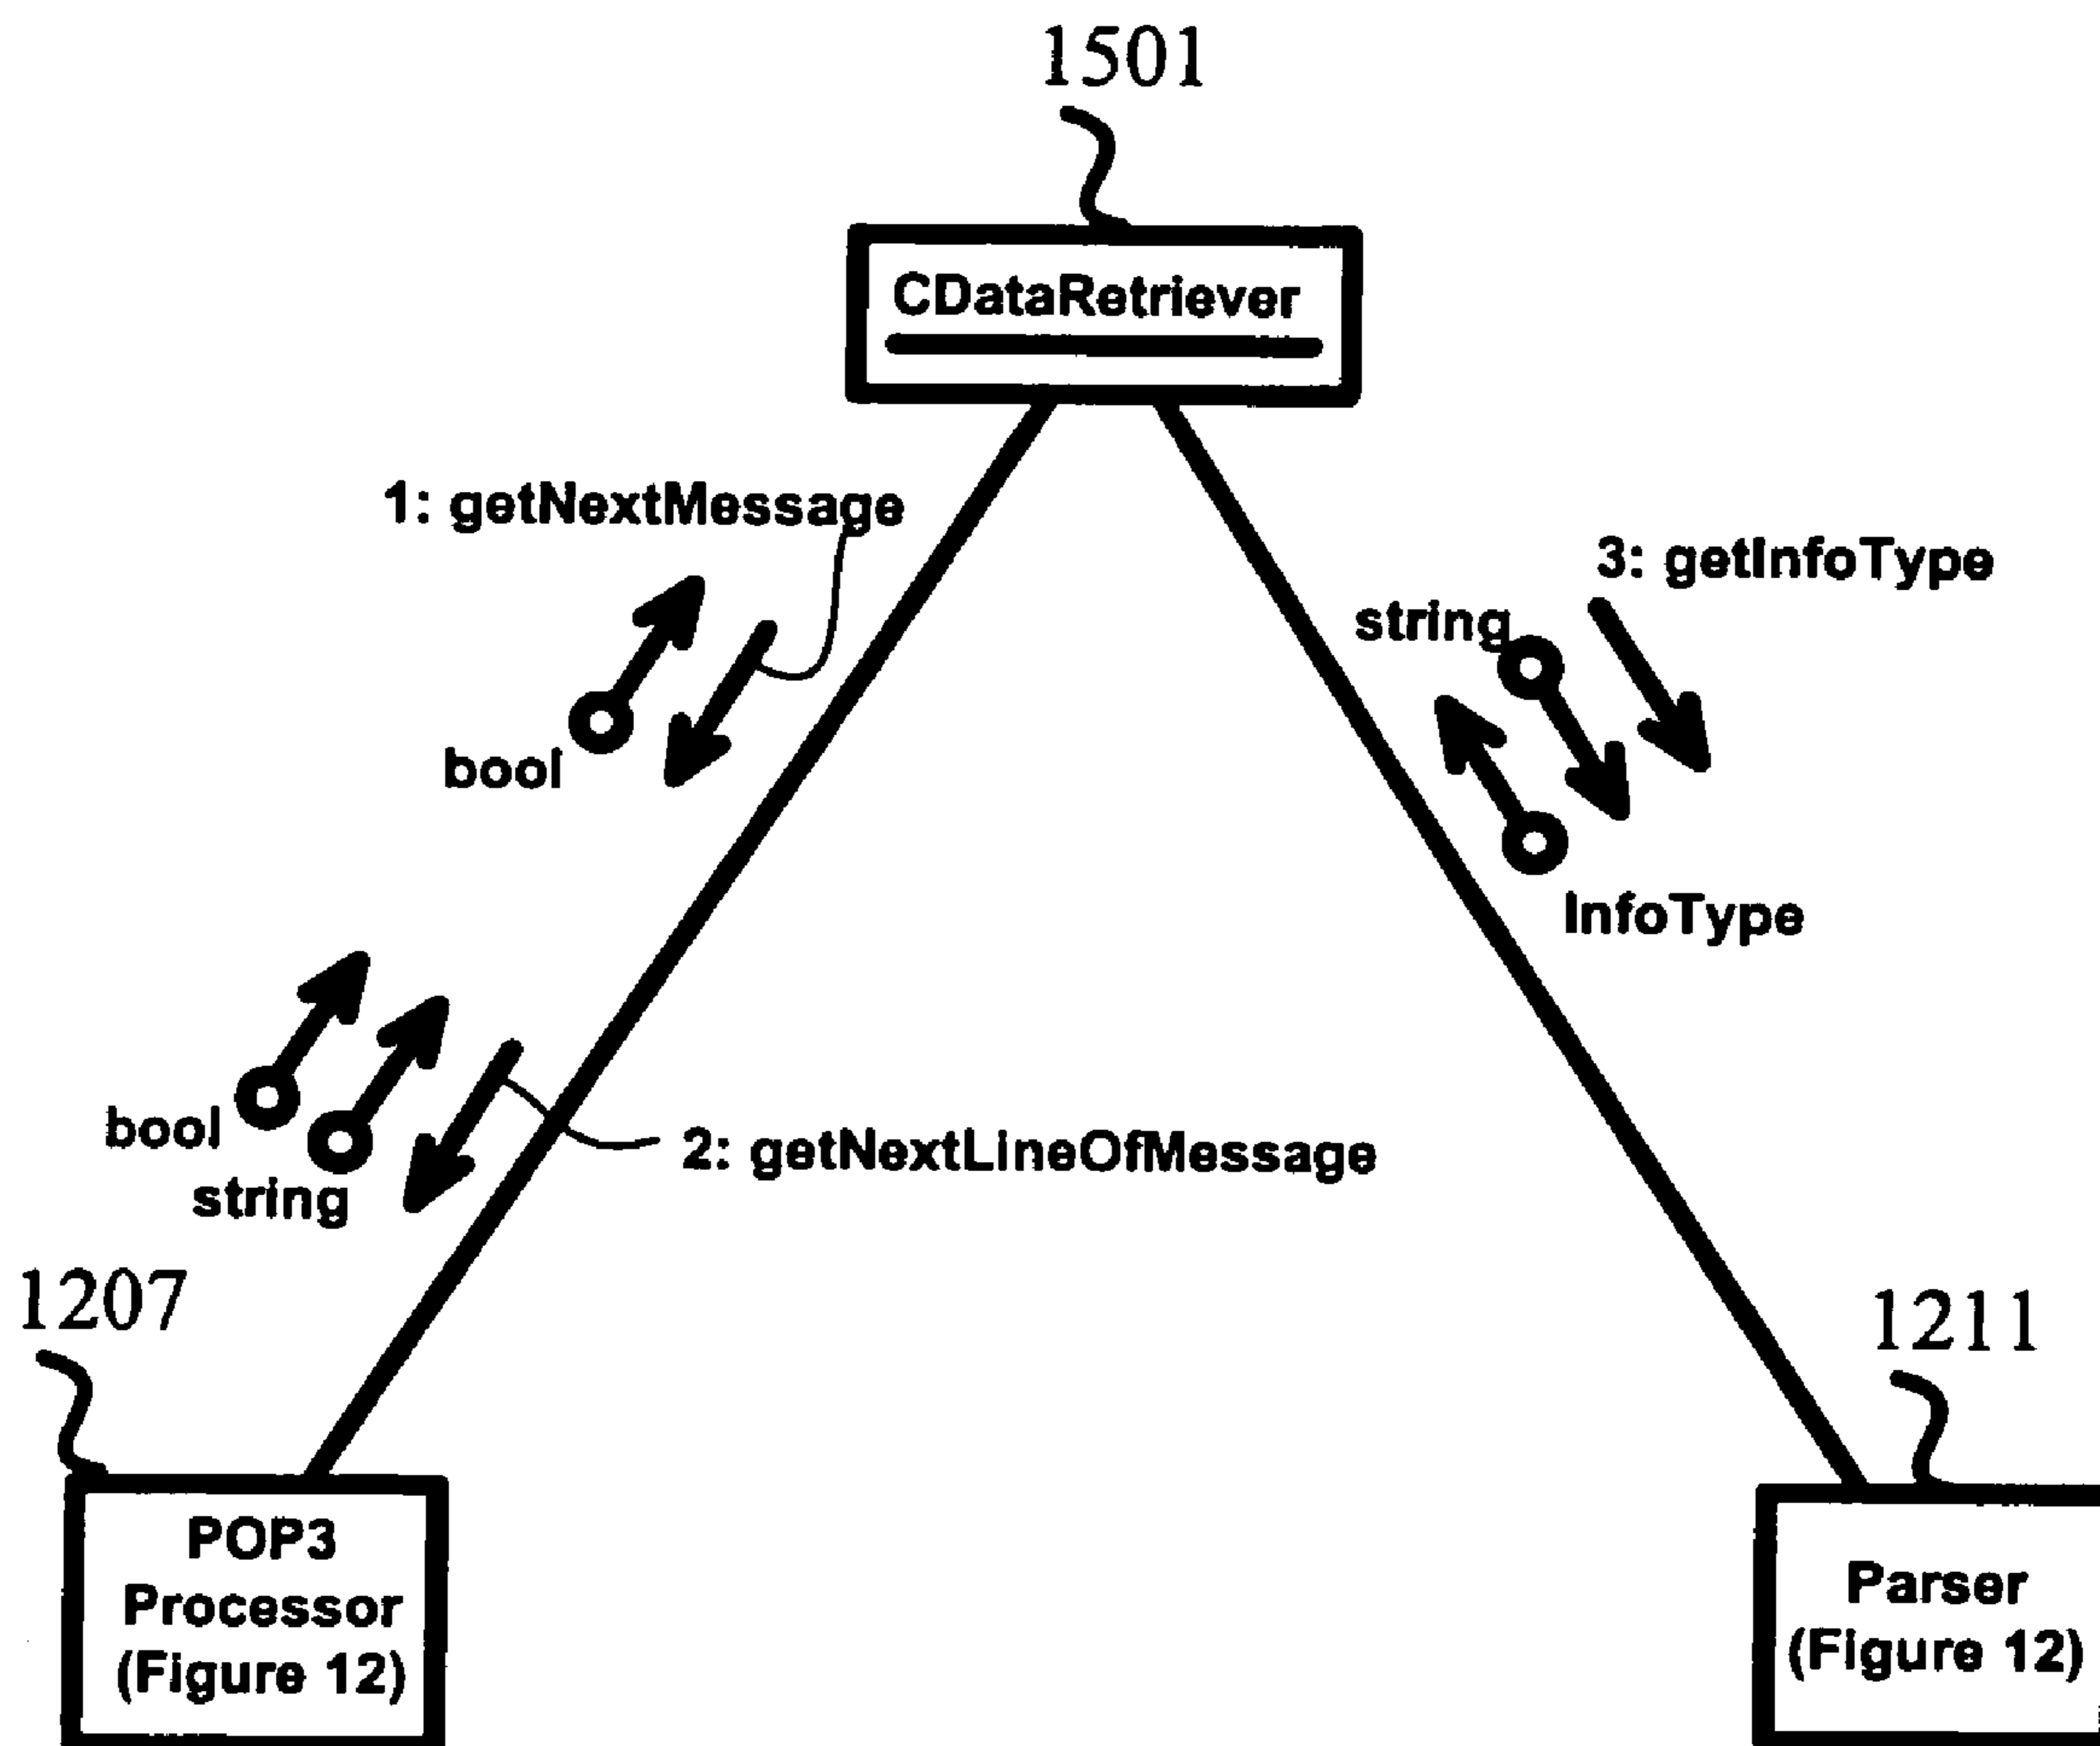 1501
CDataRetriever
1: getNextMessage
3: getInfoType
string
bool
InfoType
bool
string
2: getNextLineOfMessage
1207
1211
POP3
Processor
(Figure 12)
Parser
(Figure 12)